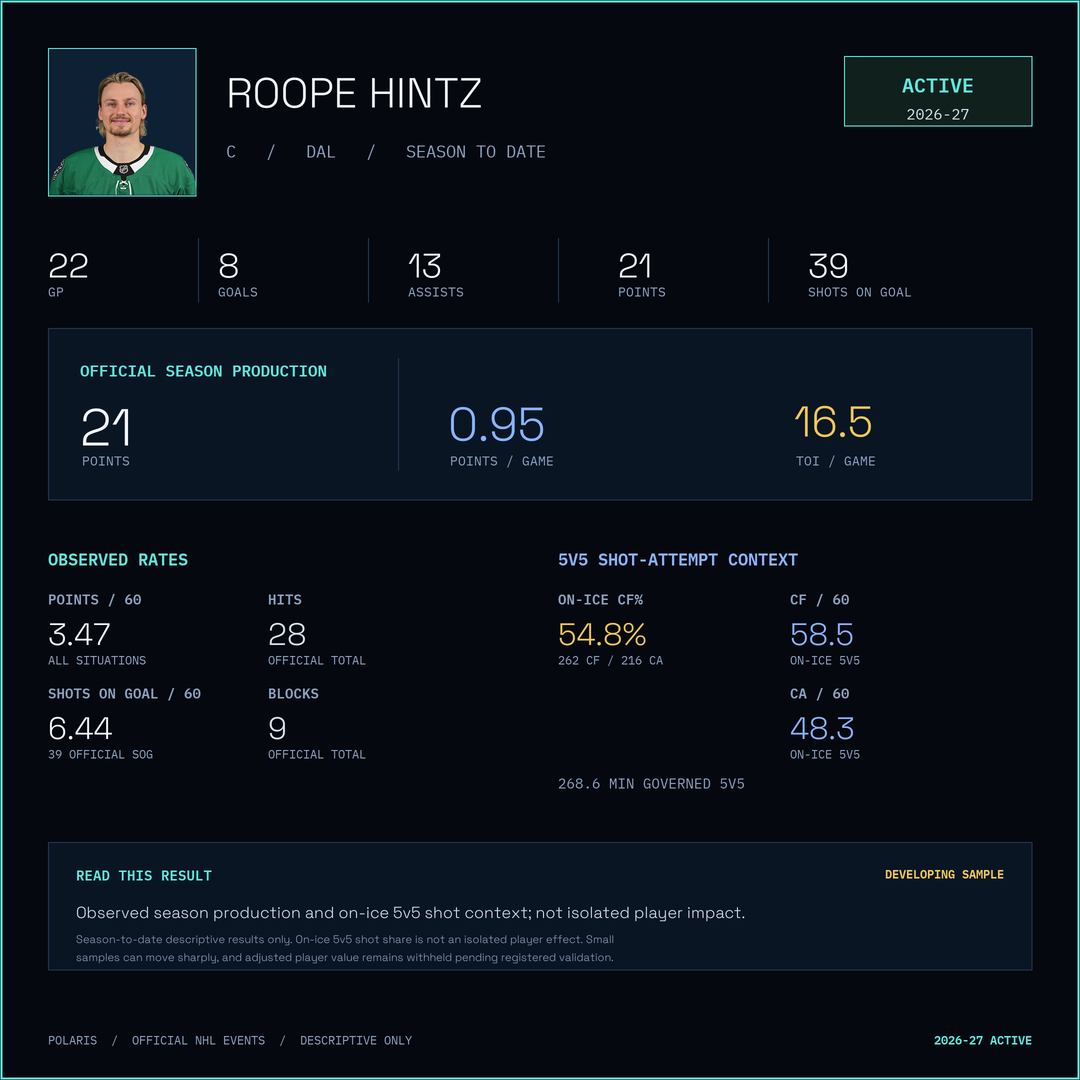 ROOPE HINTZ
C / DAL / SEASON TO DATE
ACTIVE
2026-27
22
GP
8
GOALS
13
ASSISTS
21
POINTS
39
SHOTS ON GOAL
OFFICIAL SEASON PRODUCTION
21
POINTS
0.95
POINTS / GAME
16.5
TOI / GAME
OBSERVED RATES
POINTS / 60
3.47
ALL SITUATIONS
HITS
28
OFFICIAL TOTAL
SHOTS ON GOAL / 60
6.44
39 OFFICIAL SOG
BLOCKS
9
OFFICIAL TOTAL
5V5 SHOT-ATTEMPT CONTEXT
ON-ICE CF%
54.8%
262 CF / 216 CA
CF / 60
58.5
ON-ICE 5V5
CA / 60
48.3
ON-ICE 5V5
268.6 MIN GOVERNED 5V5
READ THIS RESULT
DEVELOPING SAMPLE
Observed season production and on-ice 5v5 shot context; not isolated player impact.
Season-to-date descriptive results only. On-ice 5v5 shot share is not an isolated player effect. Small
samples can move sharply, and adjusted player value remains withheld pending registered validation.
POLARIS / OFFICIAL NHL EVENTS / DESCRIPTIVE ONLY
2026-27 ACTIVE